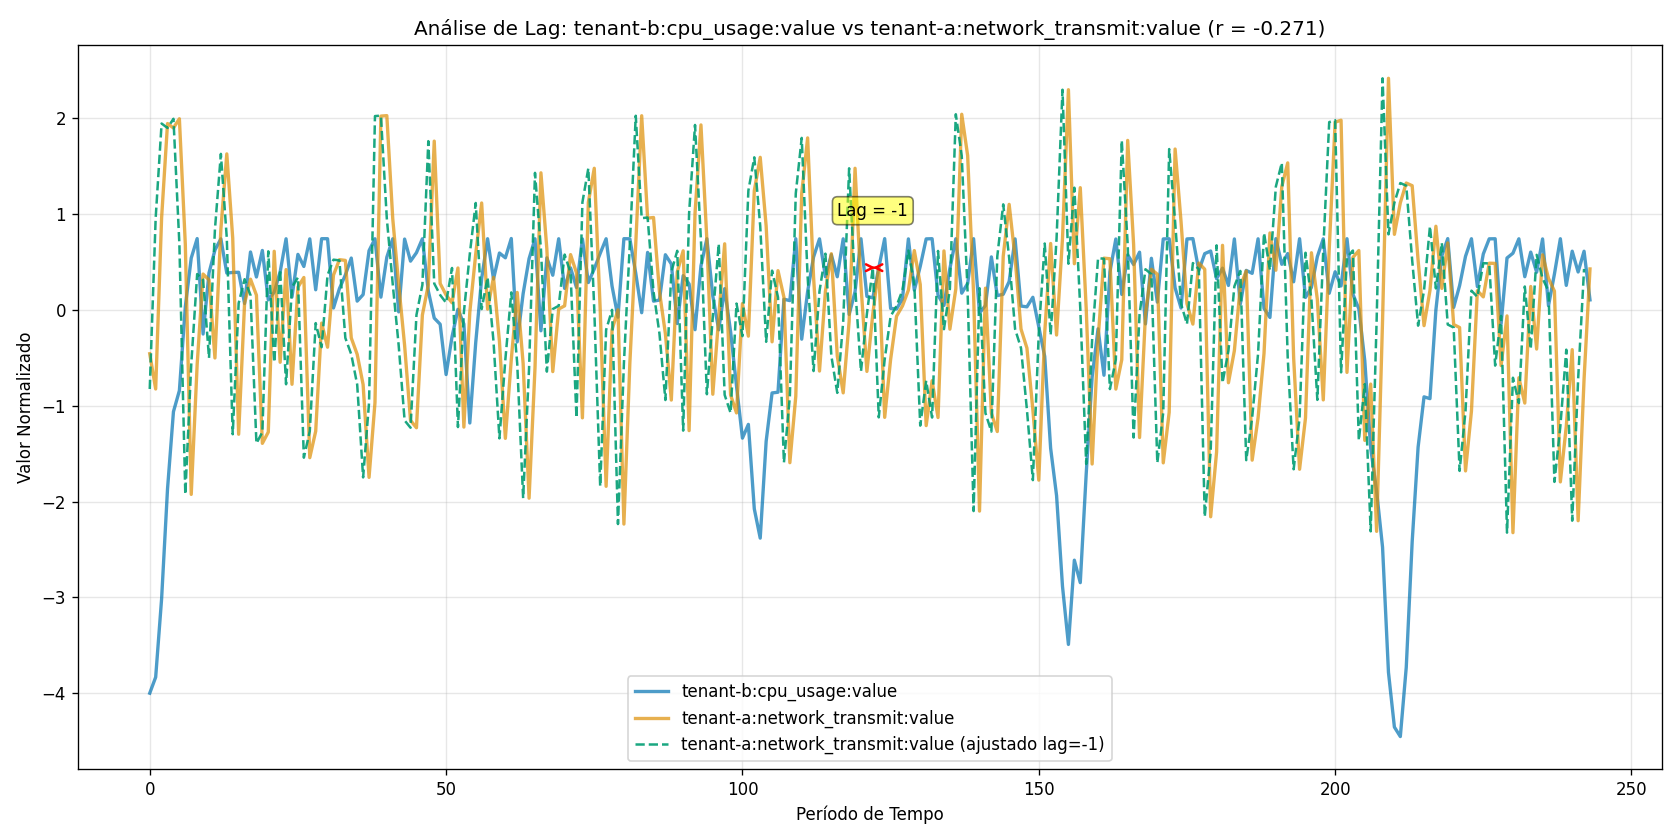 Análise de Lag: tenant-b:cpu_usage:value vs tenant-a:network_transmit:value (r = -0.271)
Valor Normalizado
2
1
0
−1
−2
−3
−4
Lag = -1
tenant-b:cpu_usage:value
tenant-a:network_transmit:value
tenant-a:network_transmit:value (ajustado lag=-1)
0
50
100
150
200
250
Período de Tempo